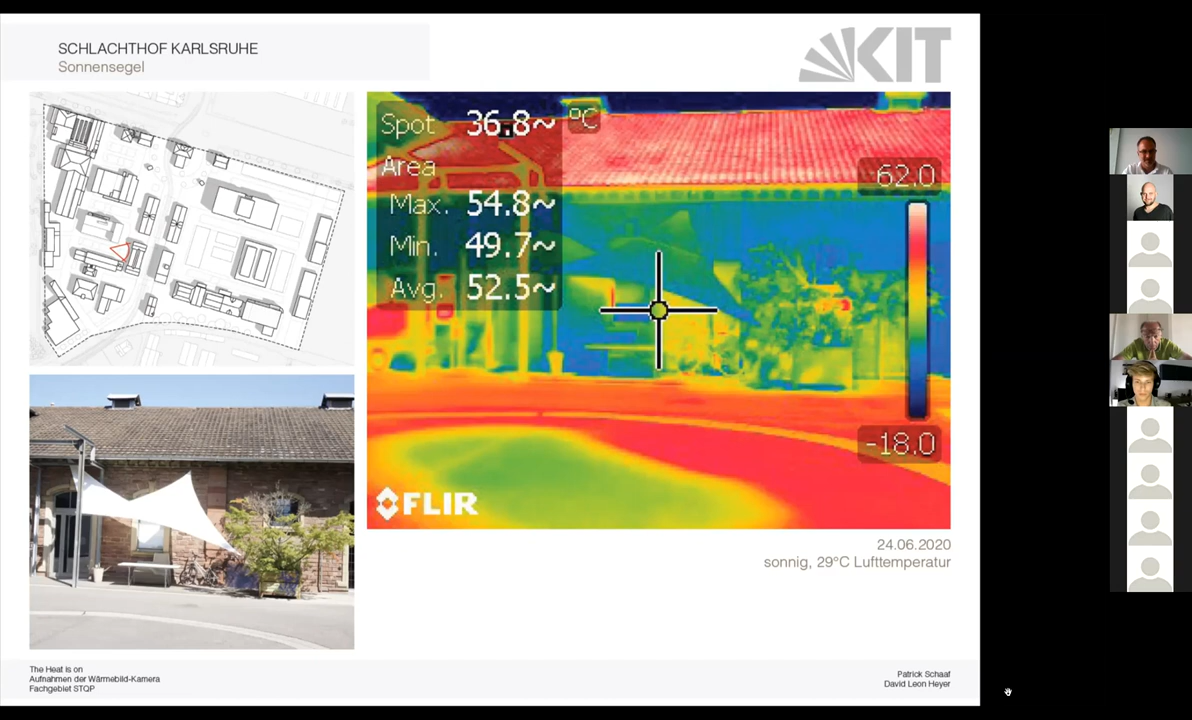 SCHLACHTHOF KARLSRUHE
Sonnensegel
KIT
Spot 36.8~ °C
Area
Max. 54.8~
Min. 49.7~
Avg. 52.5~
62.0
-18.0
FLIR
24.06.2020
sonnig, 29°C Lufttemperatur
The Heat is on
Aufnahmen der Wärmebild-Kamera
Fachgebiet STQP
Patrick Schaaf
David Leon Heyer